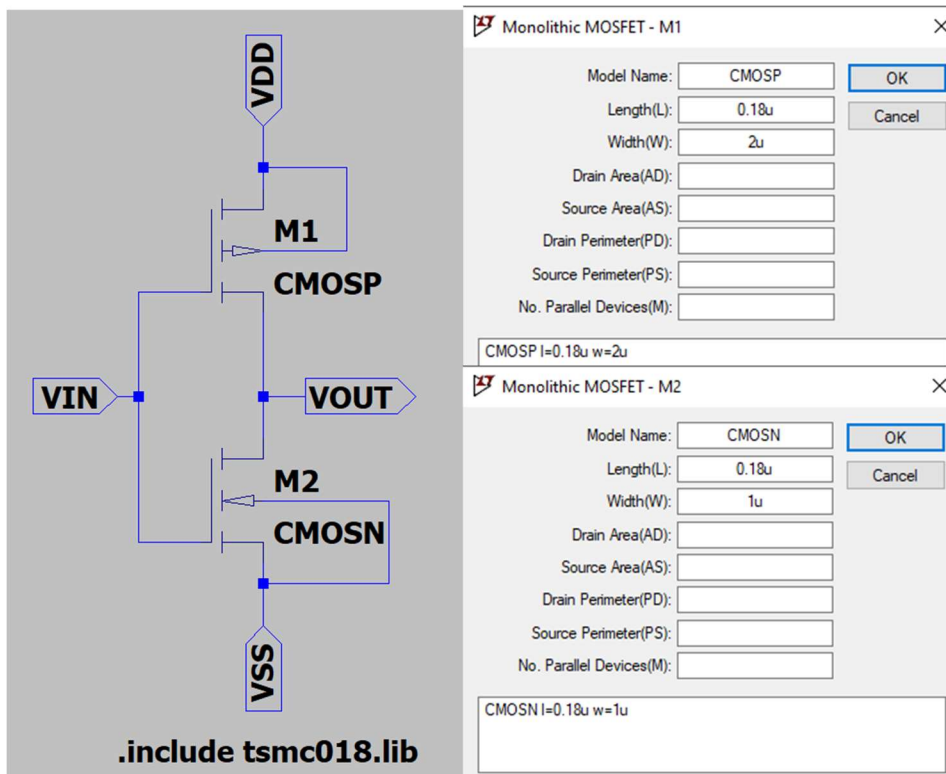 VDD
M1
CMOSP
VIN
VOUT
M2
CMOSN
VSS
.include tsmc018.lib
Monolithic MOSFET - M1
Model Name: CMOSP OK
Length(L): 0.18u Cancel
Width(W): 2u
Drain Area(AD):
Source Area(AS):
Drain Perimeter(PD):
Source Perimeter(PS):
No. Parallel Devices(M):
CMOSP l=0.18u w=2u
Monolithic MOSFET - M2
Model Name: CMOSN OK
Length(L): 0.18u Cancel
Width(W): 1u
Drain Area(AD):
Source Area(AS):
Drain Perimeter(PD):
Source Perimeter(PS):
No. Parallel Devices(M):
CMOSN l=0.18u w=1u